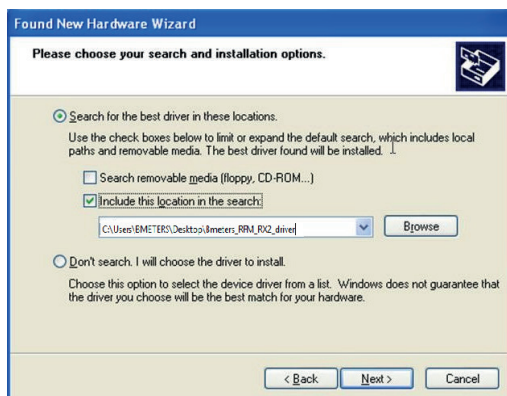 Found New Hardware Wizard
Please choose your search and installation options.
Search for the best driver in these locations.
Use the check boxes below to limit or expand the default search, which includes local
paths and removable media. The best driver found will be installed.
Search removable media (floppy, CD-ROM...)
Include this location in the search:
C:\Users\BMETERS\Desktop\Bmeters_RFM_RX2_driver
Browse
Don't search. I will choose the driver to install.
Choose this option to select the device driver from a list. Windows does not guarantee that
the driver you choose will be the best match for your hardware.
< Back
Next >
Cancel